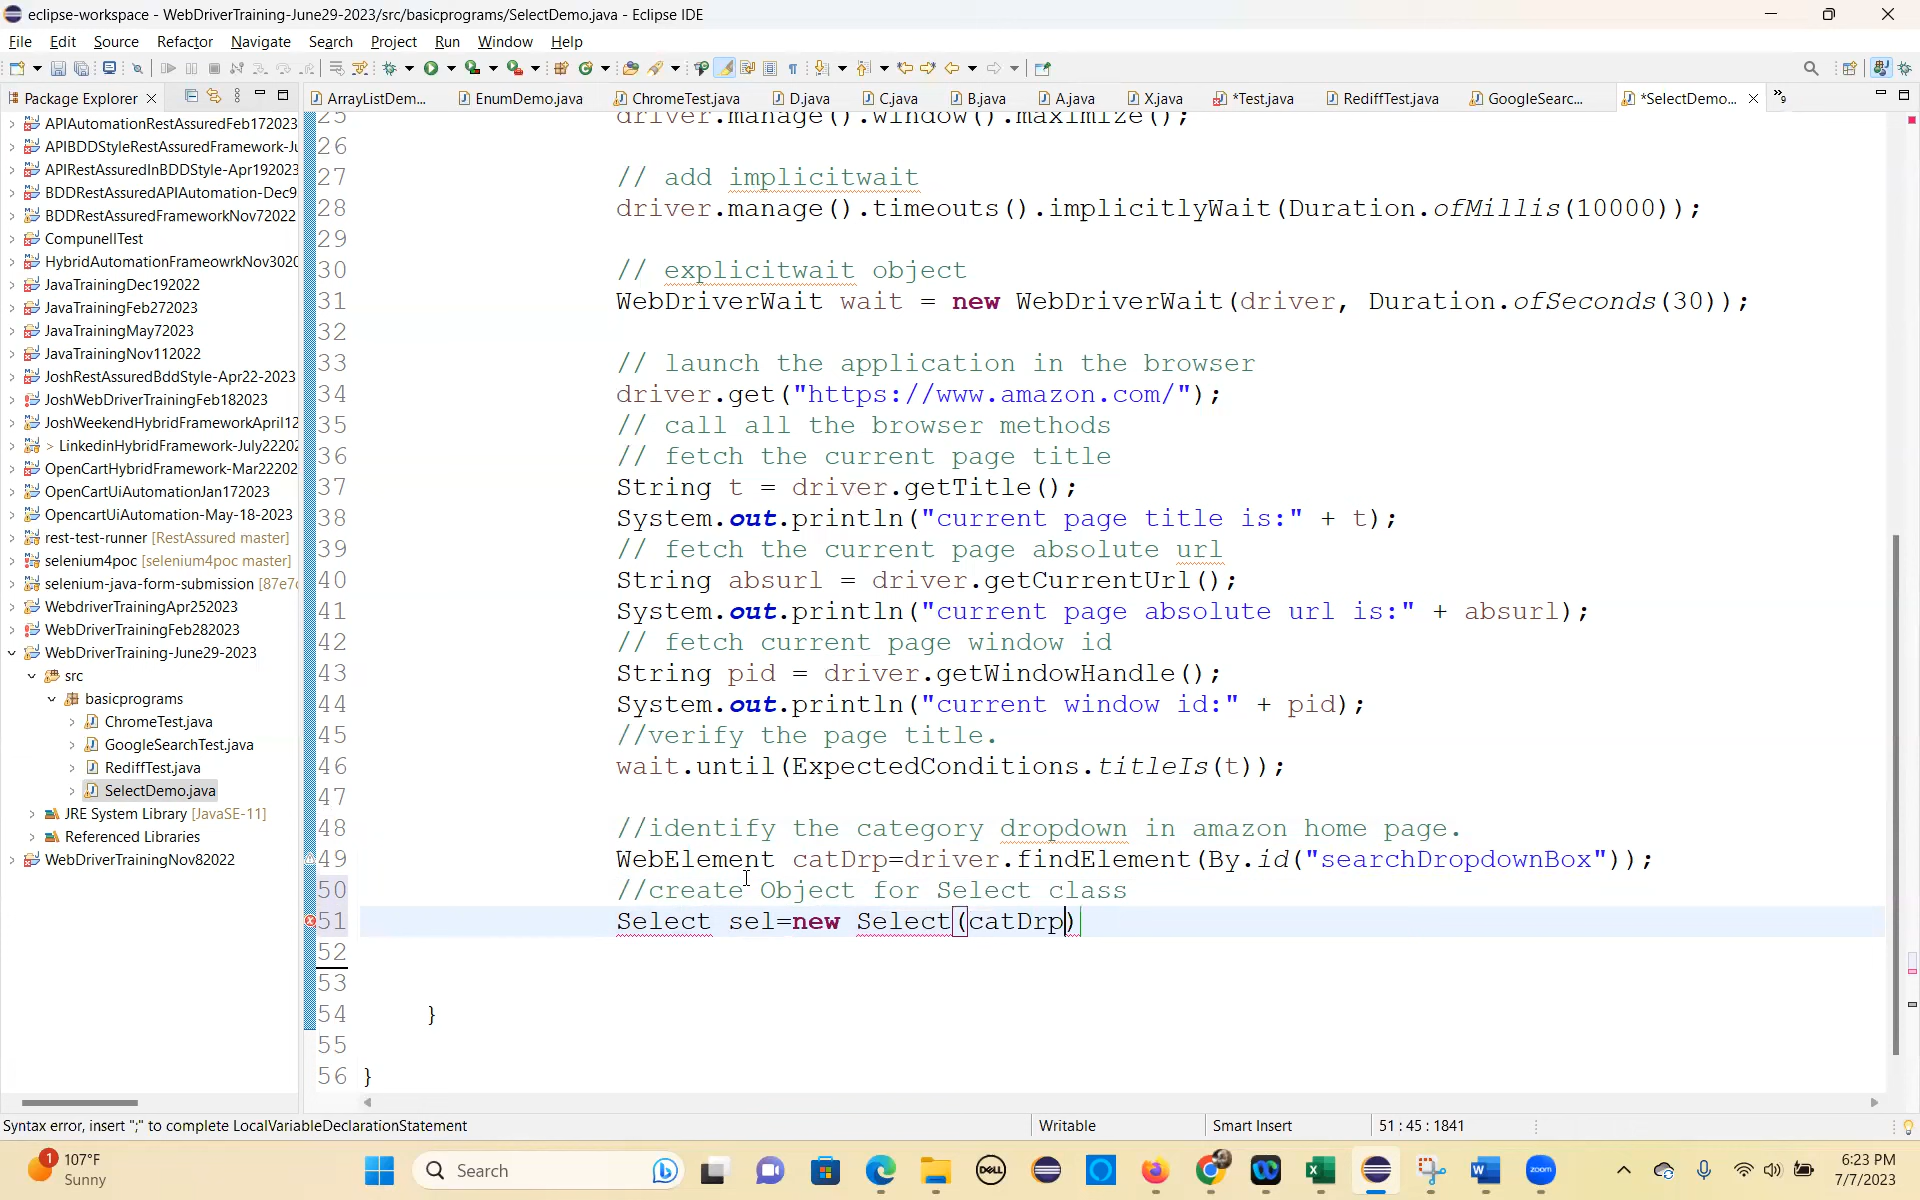 eclipse-workspace - WebDriverTraining-June29-2023/src/basicprograms/SelectDemo.java - Eclipse IDE
File Edit Source Refactor Navigate Search Project Run Window Help
Package Explorer
ArrayListDem... EnumDemo.java ChromeTest.java D.java C.java B.java A.java X.java *Test.java RediffTest.java GoogleSearc... *SelectDemo... »9
APIAutomationRestAssuredFeb172023
APIBDDStyleRestAssuredFramework-Ju
APIRestAssuredInBDDStyle-Apr192023
BDDRestAssuredAPIAutomation-Dec9
BDDRestAssuredFrameworkNov72022
CompunellTest
HybridAutomationFrameowrkNov3020
JavaTrainingDec192022
JavaTrainingFeb272023
JavaTrainingMay72023
JavaTrainingNov112022
JoshRestAssuredBddStyle-Apr22-2023
JoshWebDriverTrainingFeb182023
JoshWeekendHybridFrameworkApril12
> LinkedinHybridFramework-July2220
OpenCartHybridFramework-Mar22202
OpenCartUiAutomationJan172023
OpencartUiAutomation-May-18-2023
rest-test-runner [RestAssured master]
selenium4poc [selenium4poc master]
selenium-java-form-submission [87e7
WebdriverTrainingApr252023
WebDriverTrainingFeb282023
WebDriverTraining-June29-2023
src
basicprograms
ChromeTest.java
GoogleSearchTest.java
RediffTest.java
SelectDemo.java
JRE System Library [JavaSE-11]
Referenced Libraries
WebDriverTrainingNov82022
25 driver.manage().window().maximize();
26
27 // add implicitwait
28 driver.manage().timeouts().implicitlyWait(Duration.ofMillis(10000));
29
30 // explicitwait object
31 WebDriverWait wait = new WebDriverWait(driver, Duration.ofSeconds(30));
32
33 // launch the application in the browser
34 driver.get("https://www.amazon.com/");
35 // call all the browser methods
36 // fetch the current page title
37 String t = driver.getTitle();
38 System.out.println("current page title is:" + t);
39 // fetch the current page absolute url
40 String absurl = driver.getCurrentUrl();
41 System.out.println("current page absolute url is:" + absurl);
42 // fetch current page window id
43 String pid = driver.getWindowHandle();
44 System.out.println("current window id:" + pid);
45 //verify the page title.
46 wait.until(ExpectedConditions.titleIs(t));
47
48 //identify the category dropdown in amazon home page.
49 WebElement catDrp=driver.findElement(By.id("searchDropdownBox"));
50 //create Object for Select class
51 Select sel=new Select(catDrp)
52
53
54 }
55
56 }
Syntax error, insert ";" to complete LocalVariableDeclarationStatement
Writable
Smart Insert
51 : 45 : 1841
1
107°F
Sunny
Search
DELL
zoom
6:23 PM
7/7/2023